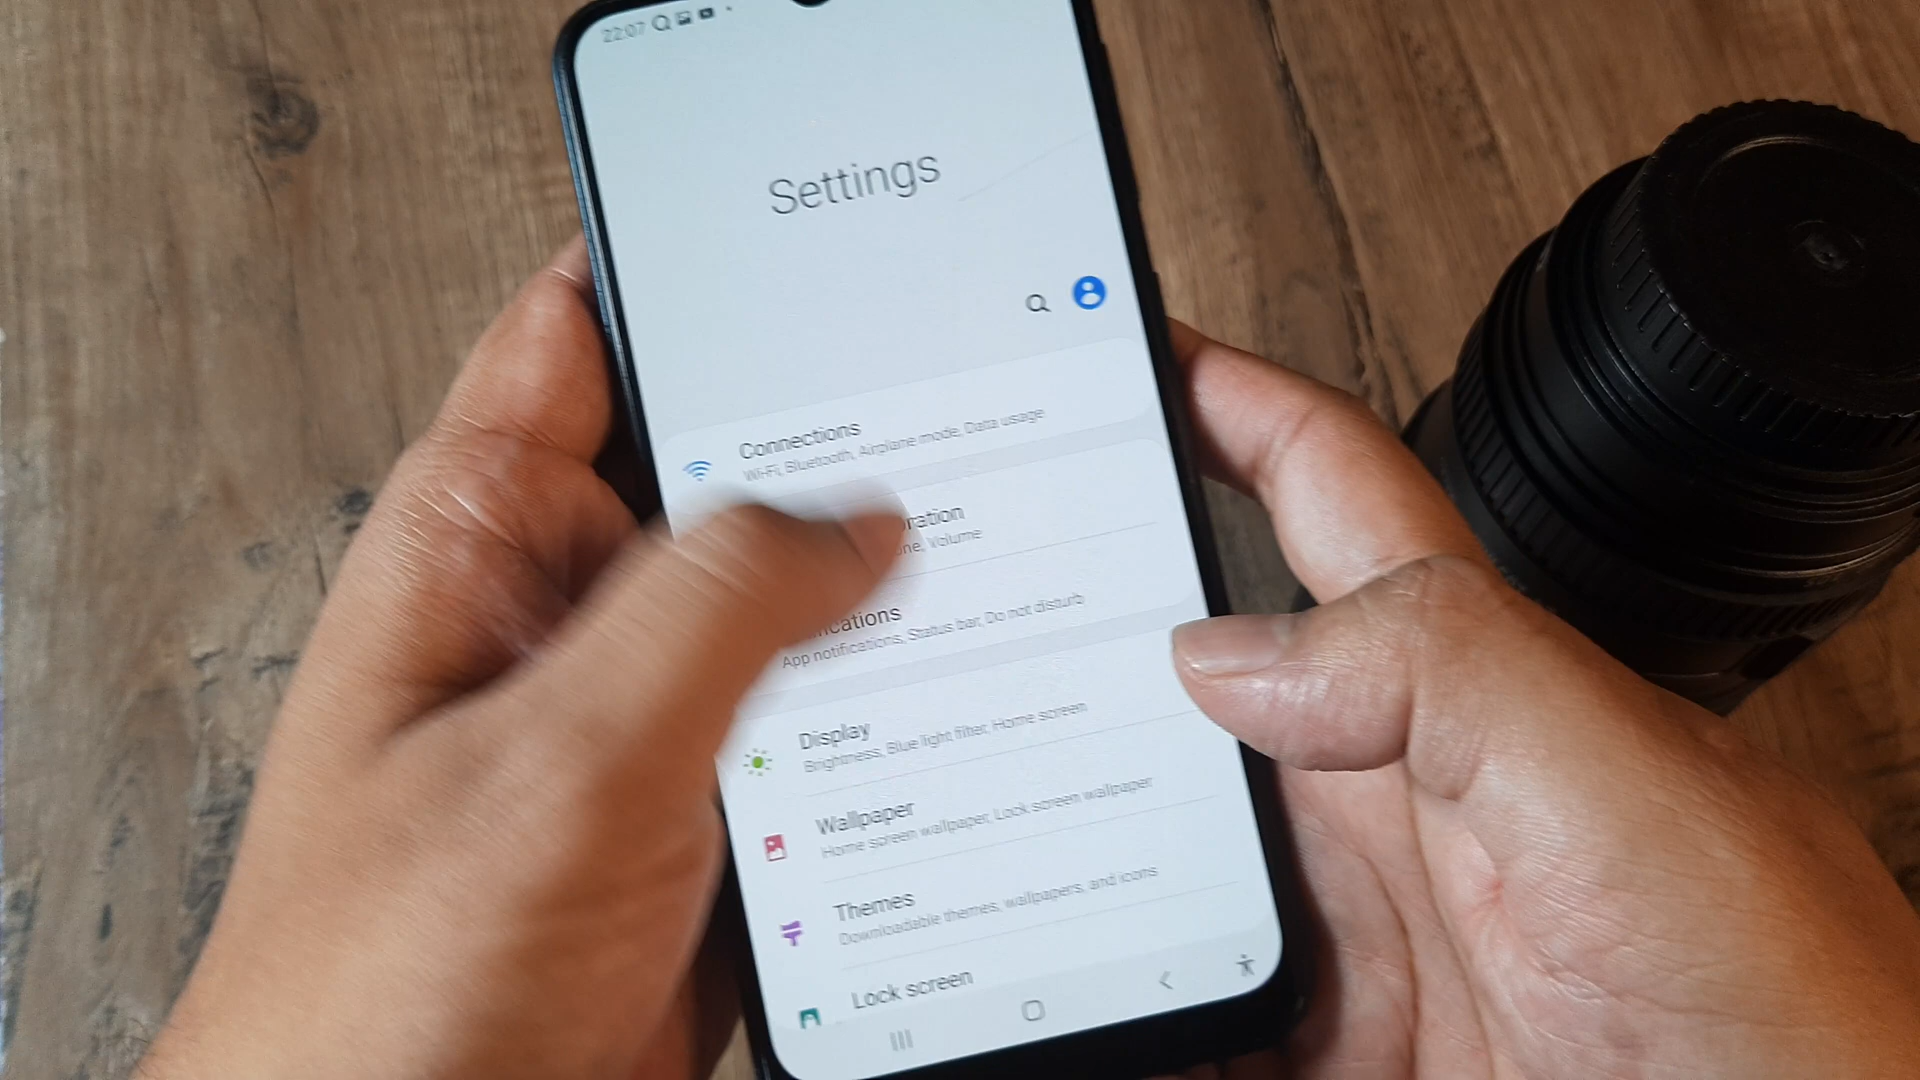 22:07
Settings
Connections
Wi-Fi, Bluetooth, Airplane mode, Data usage
ration
ne, Volume
ications
App notifications, Status bar, Do not disturb
Display
Brightness, Blue light filter, Home screen
Wallpaper
Home screen wallpaper, Lock screen wallpaper
Themes
Downloadable themes, wallpapers, and icons
Lock screen